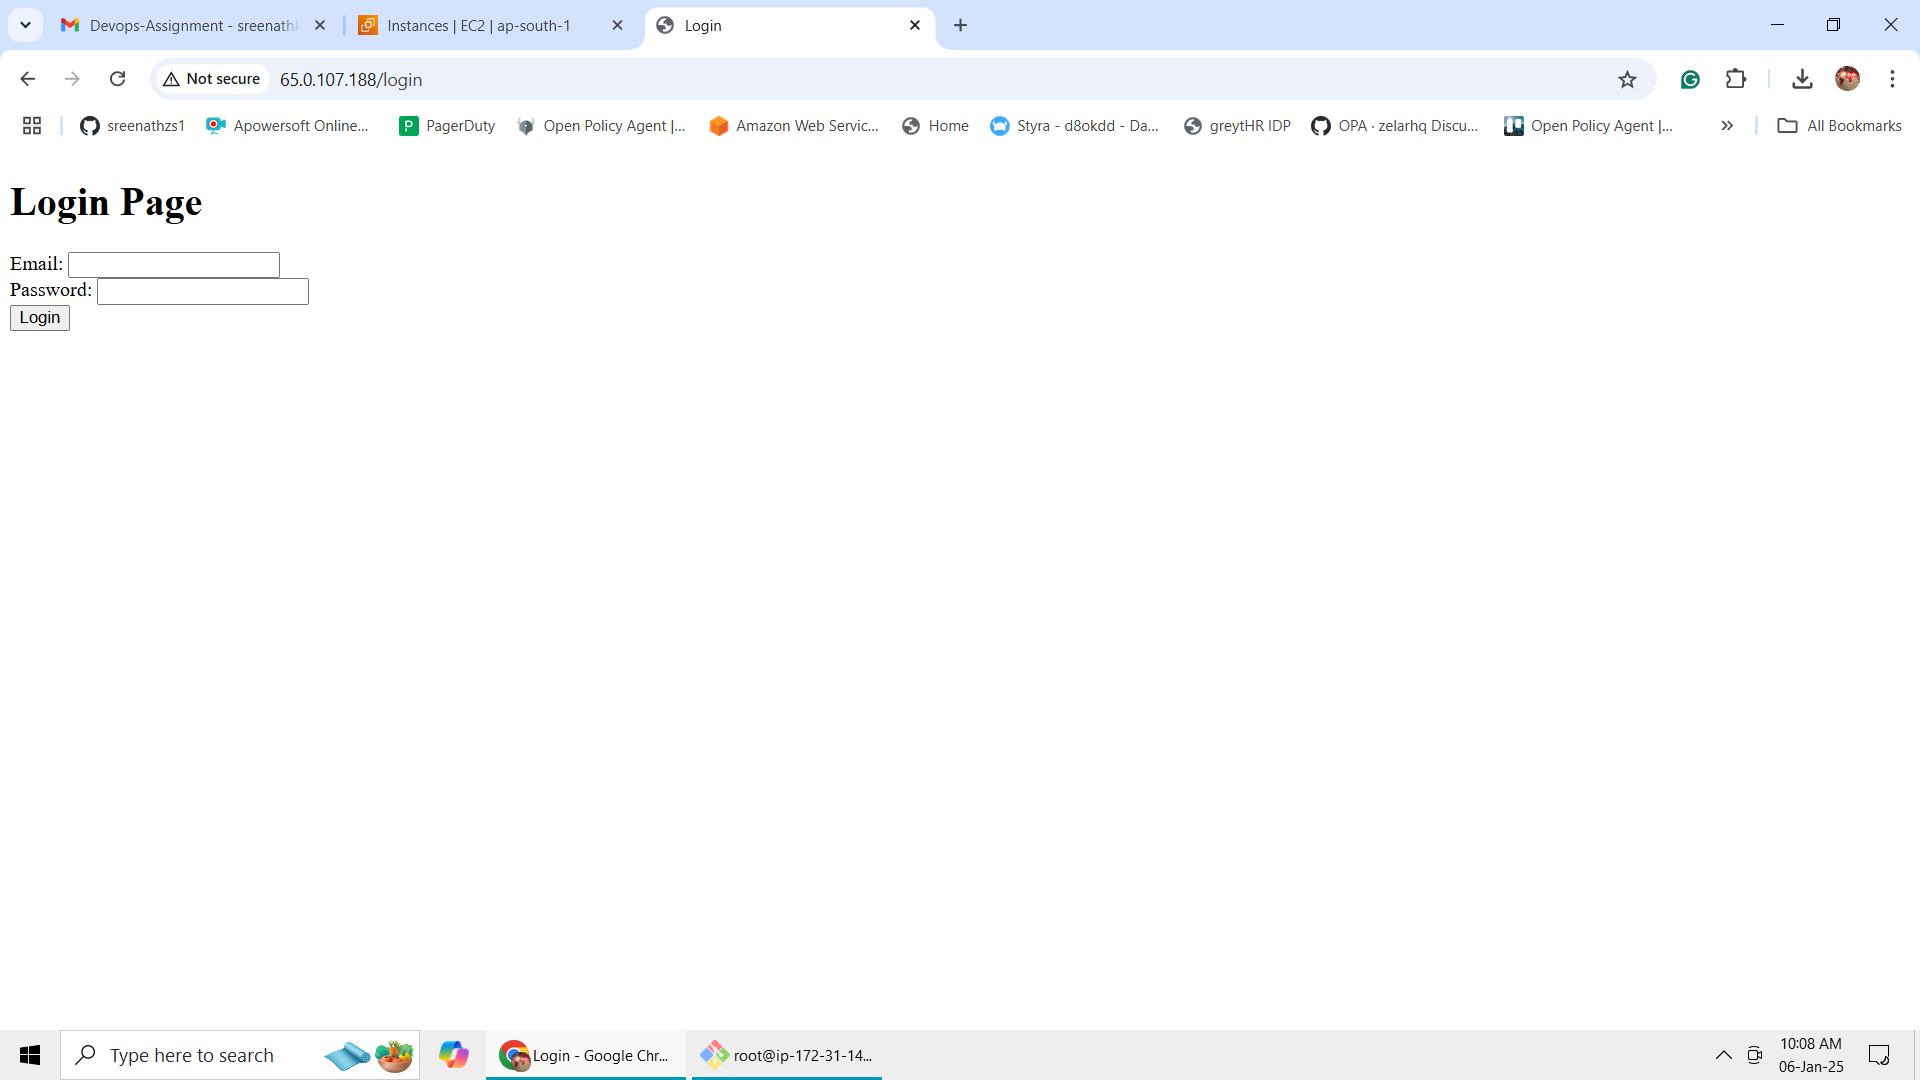 Devops-Assignment - sreenath
Instances | EC2 | ap-south-1
Login
Not secure
65.0.107.188/login
sreenathzs1
Apowersoft Online...
PagerDuty
Open Policy Agent |...
Amazon Web Servic...
Home
Styra - d8okdd - Da...
greytHR IDP
OPA · zelarhq Discu...
Open Policy Agent |...
All Bookmarks
Login Page
Email:
Password:
Login
Type here to search
Login - Google Chr...
root@ip-172-31-14...
10:08 AM
06-Jan-25